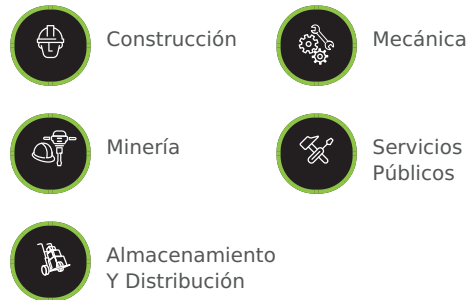 Construcción
Mecánica
Minería
Servicios
Públicos
Almacenamiento
Y Distribución